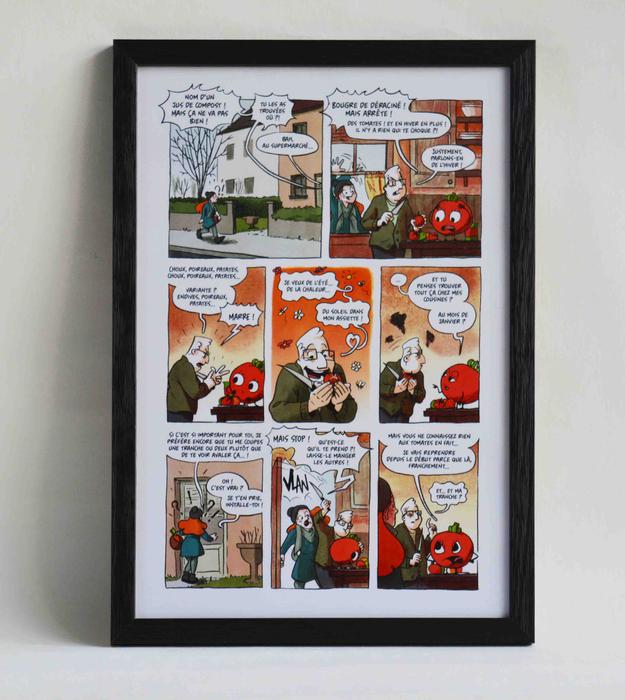 NOM D'UN
JUS DE COMPOST !
MAIS ÇA NE VA PAS
BIEN !
TU LES AS
TROUVÉES
OÙ ?!
BAH,
AU SUPERMARCHÉ...
BOUGRE DE DÉRACINÉ !
MAIS ARRÊTE !
DES TOMATES ! ET EN HIVER EN PLUS !
IL N'Y A RIEN QUI TE CHOQUE ?!
JUSTEMENT,
PARLONS-EN
DE L'HIVER !
CHOUX, POIREAUX, PATATES,
CHOUX, POIREAUX, PATATES...
VARIANTE ?
ENDIVES, POIREAUX,
PATATES...
MARRE !
JE VEUX DE L'ÉTÉ...
DE LA CHALEUR...
DU SOLEIL DANS
MON ASSIETTE !
...
ET TU
PENSES TROUVER
TOUT ÇA CHEZ MES
COUSINES ?
AU MOIS DE
JANVIER ?
SI C'EST SI IMPORTANT POUR TOI, JE
PRÉFÈRE ENCORE QUE TU ME COUPES
UNE TRANCHE OU DEUX PLUTÔT QUE
DE TE VOIR AVALER ÇA... !
OH !
C'EST VRAI ?
JE T'EN PRIE,
INSTALLE-TOI !
MAIS STOP !
QU'EST-CE
QU'IL TE PREND ?!
LAISSE-LE MANGER
LES AUTRES !
VLAN
MAIS VOUS NE CONNAISSEZ RIEN
AUX TOMATES EN FAIT...
JE VAIS REPRENDRE
DEPUIS LE DÉBUT PARCE QUE LÀ,
FRANCHEMENT...
ET... ET MA
TRANCHE ?